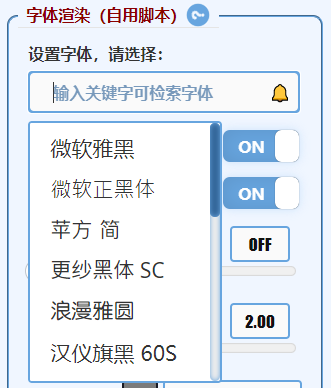 字体渲染（自用脚本） ?
设置字体，请选择：
输入关键字可检索字体
微软雅黑
ON
微软正黑体
ON
苹方 简
OFF
更纱黑体 SC
浪漫雅圆
2.00
汉仪旗黑 60S